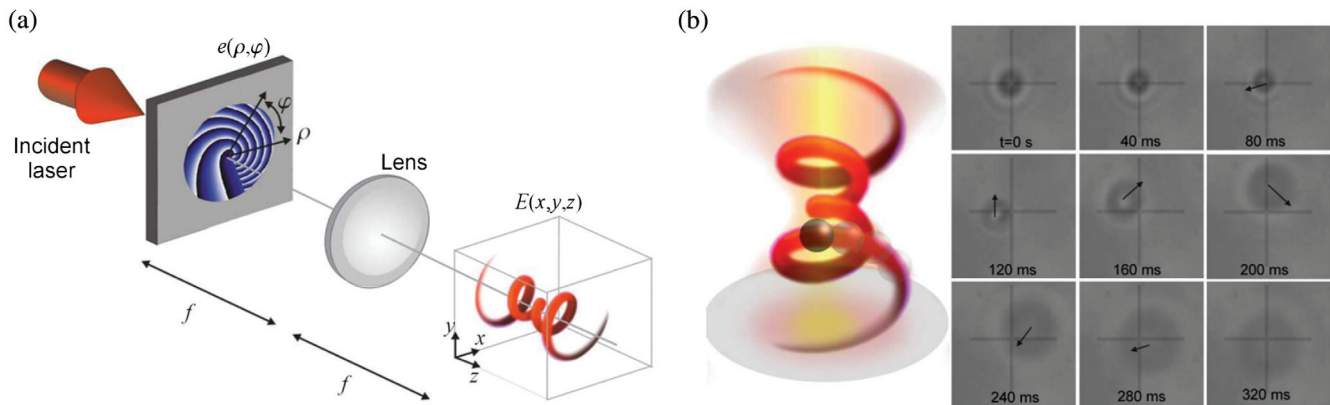 (a)
e(ρ,φ)
φ
ρ
Incident
laser
Lens
E(x,y,z)
y
x
z
f
f
(b)
t=0 s
40 ms
80 ms
120 ms
160 ms
200 ms
240 ms
280 ms
320 ms